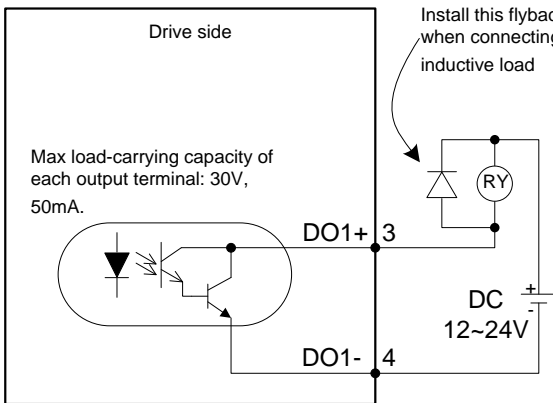 Drive side
Install this
when connecting
inductive load
Max load-carrying capacity of
each output terminal: 30V,
50mA.
RY
DO1+ 3
DC
12~24V
+
-
DO1- 4